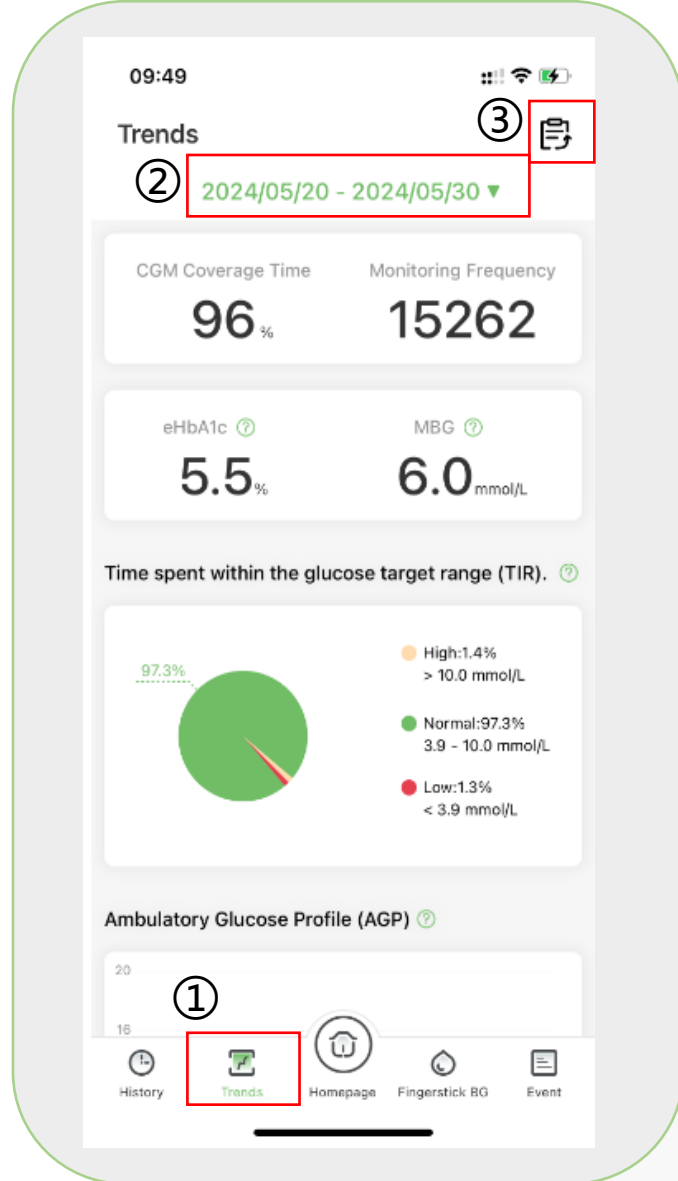 09:49
Trends
③
②
2024/05/20 - 2024/05/30 ▼
CGM Coverage Time Monitoring Frequency
96 % 15262
eHbA1c ? MBG ?
5.5 % 6.0 mmol/L
Time spent within the glucose target range (TIR). ?
97.3%
High:1.4%
> 10.0 mmol/L
Normal:97.3%
3.9 - 10.0 mmol/L
Low:1.3%
< 3.9 mmol/L
Ambulatory Glucose Profile (AGP) ?
20
①
16
History Trends Homepage Fingerstick BG Event